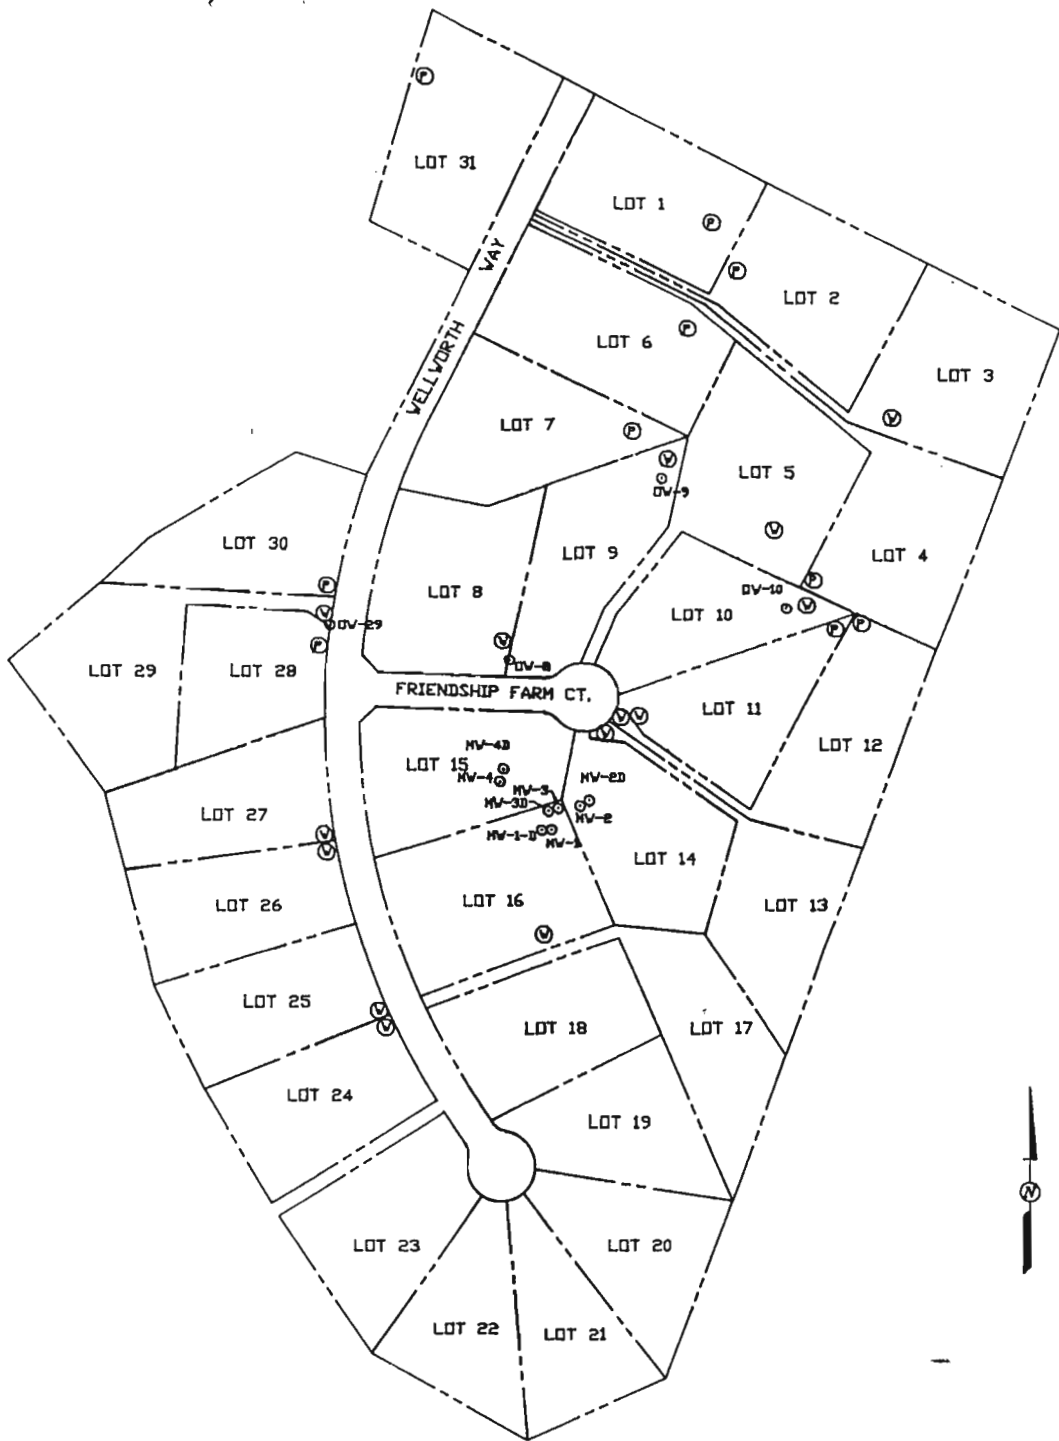 P
LOT 31
LOT 1
P
WAY
P
LOT 2
P
LOT 6
WELLWORTH
LOT 3
W
LOT 7
P
W
LOT 5
OW-9
W
LOT 30
LOT 9
LOT 4
P
P
LOT 8
OW-10
W
W
OW-29
LOT 10
P
P
W
P
LOT 29
LOT 28
OW-8
FRIENDSHIP FARM CT.
LOT 11
W
W
W
LOT 12
MW-4D
LOT 15
MW-4
MW-2D
MW-3
MW-3D
MW-2
LOT 27
MW-1-D
MW-1
W
W
LOT 14
LOT 26
LOT 16
LOT 13
W
LOT 25
W
W
LOT 18
LOT 17
LOT 24
LOT 19
N
LOT 23
LOT 20
LOT 22
LOT 21